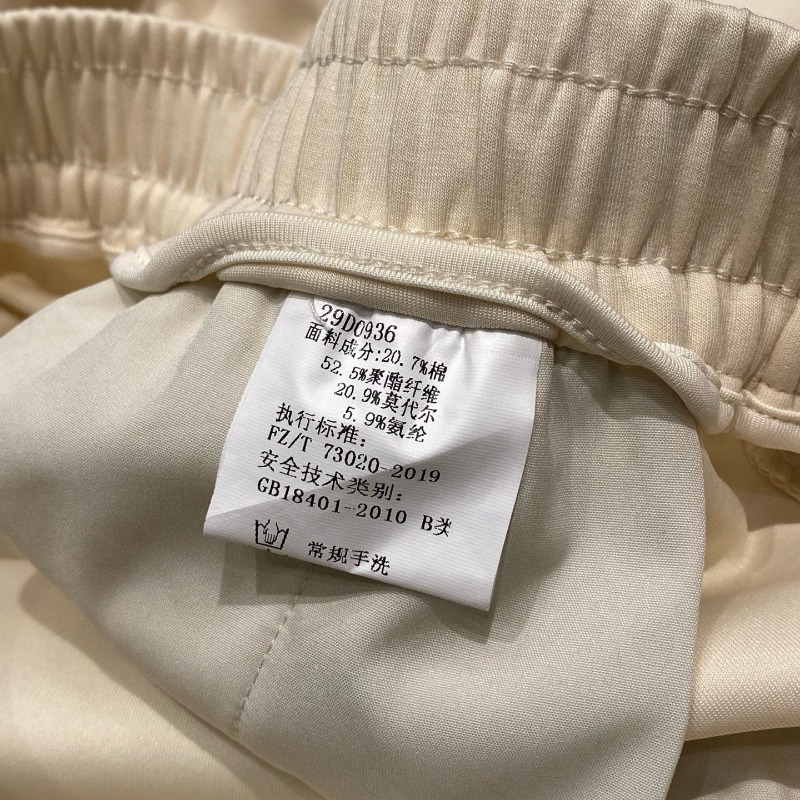 29D0936
面料成分:20.7%棉
52.5%聚酯纤维
20.9%莫代尔
5.9%氨纶
执行标准:
FZ/T 73020-2019
安全技术类别:
GB18401-2010 B类
常规手洗